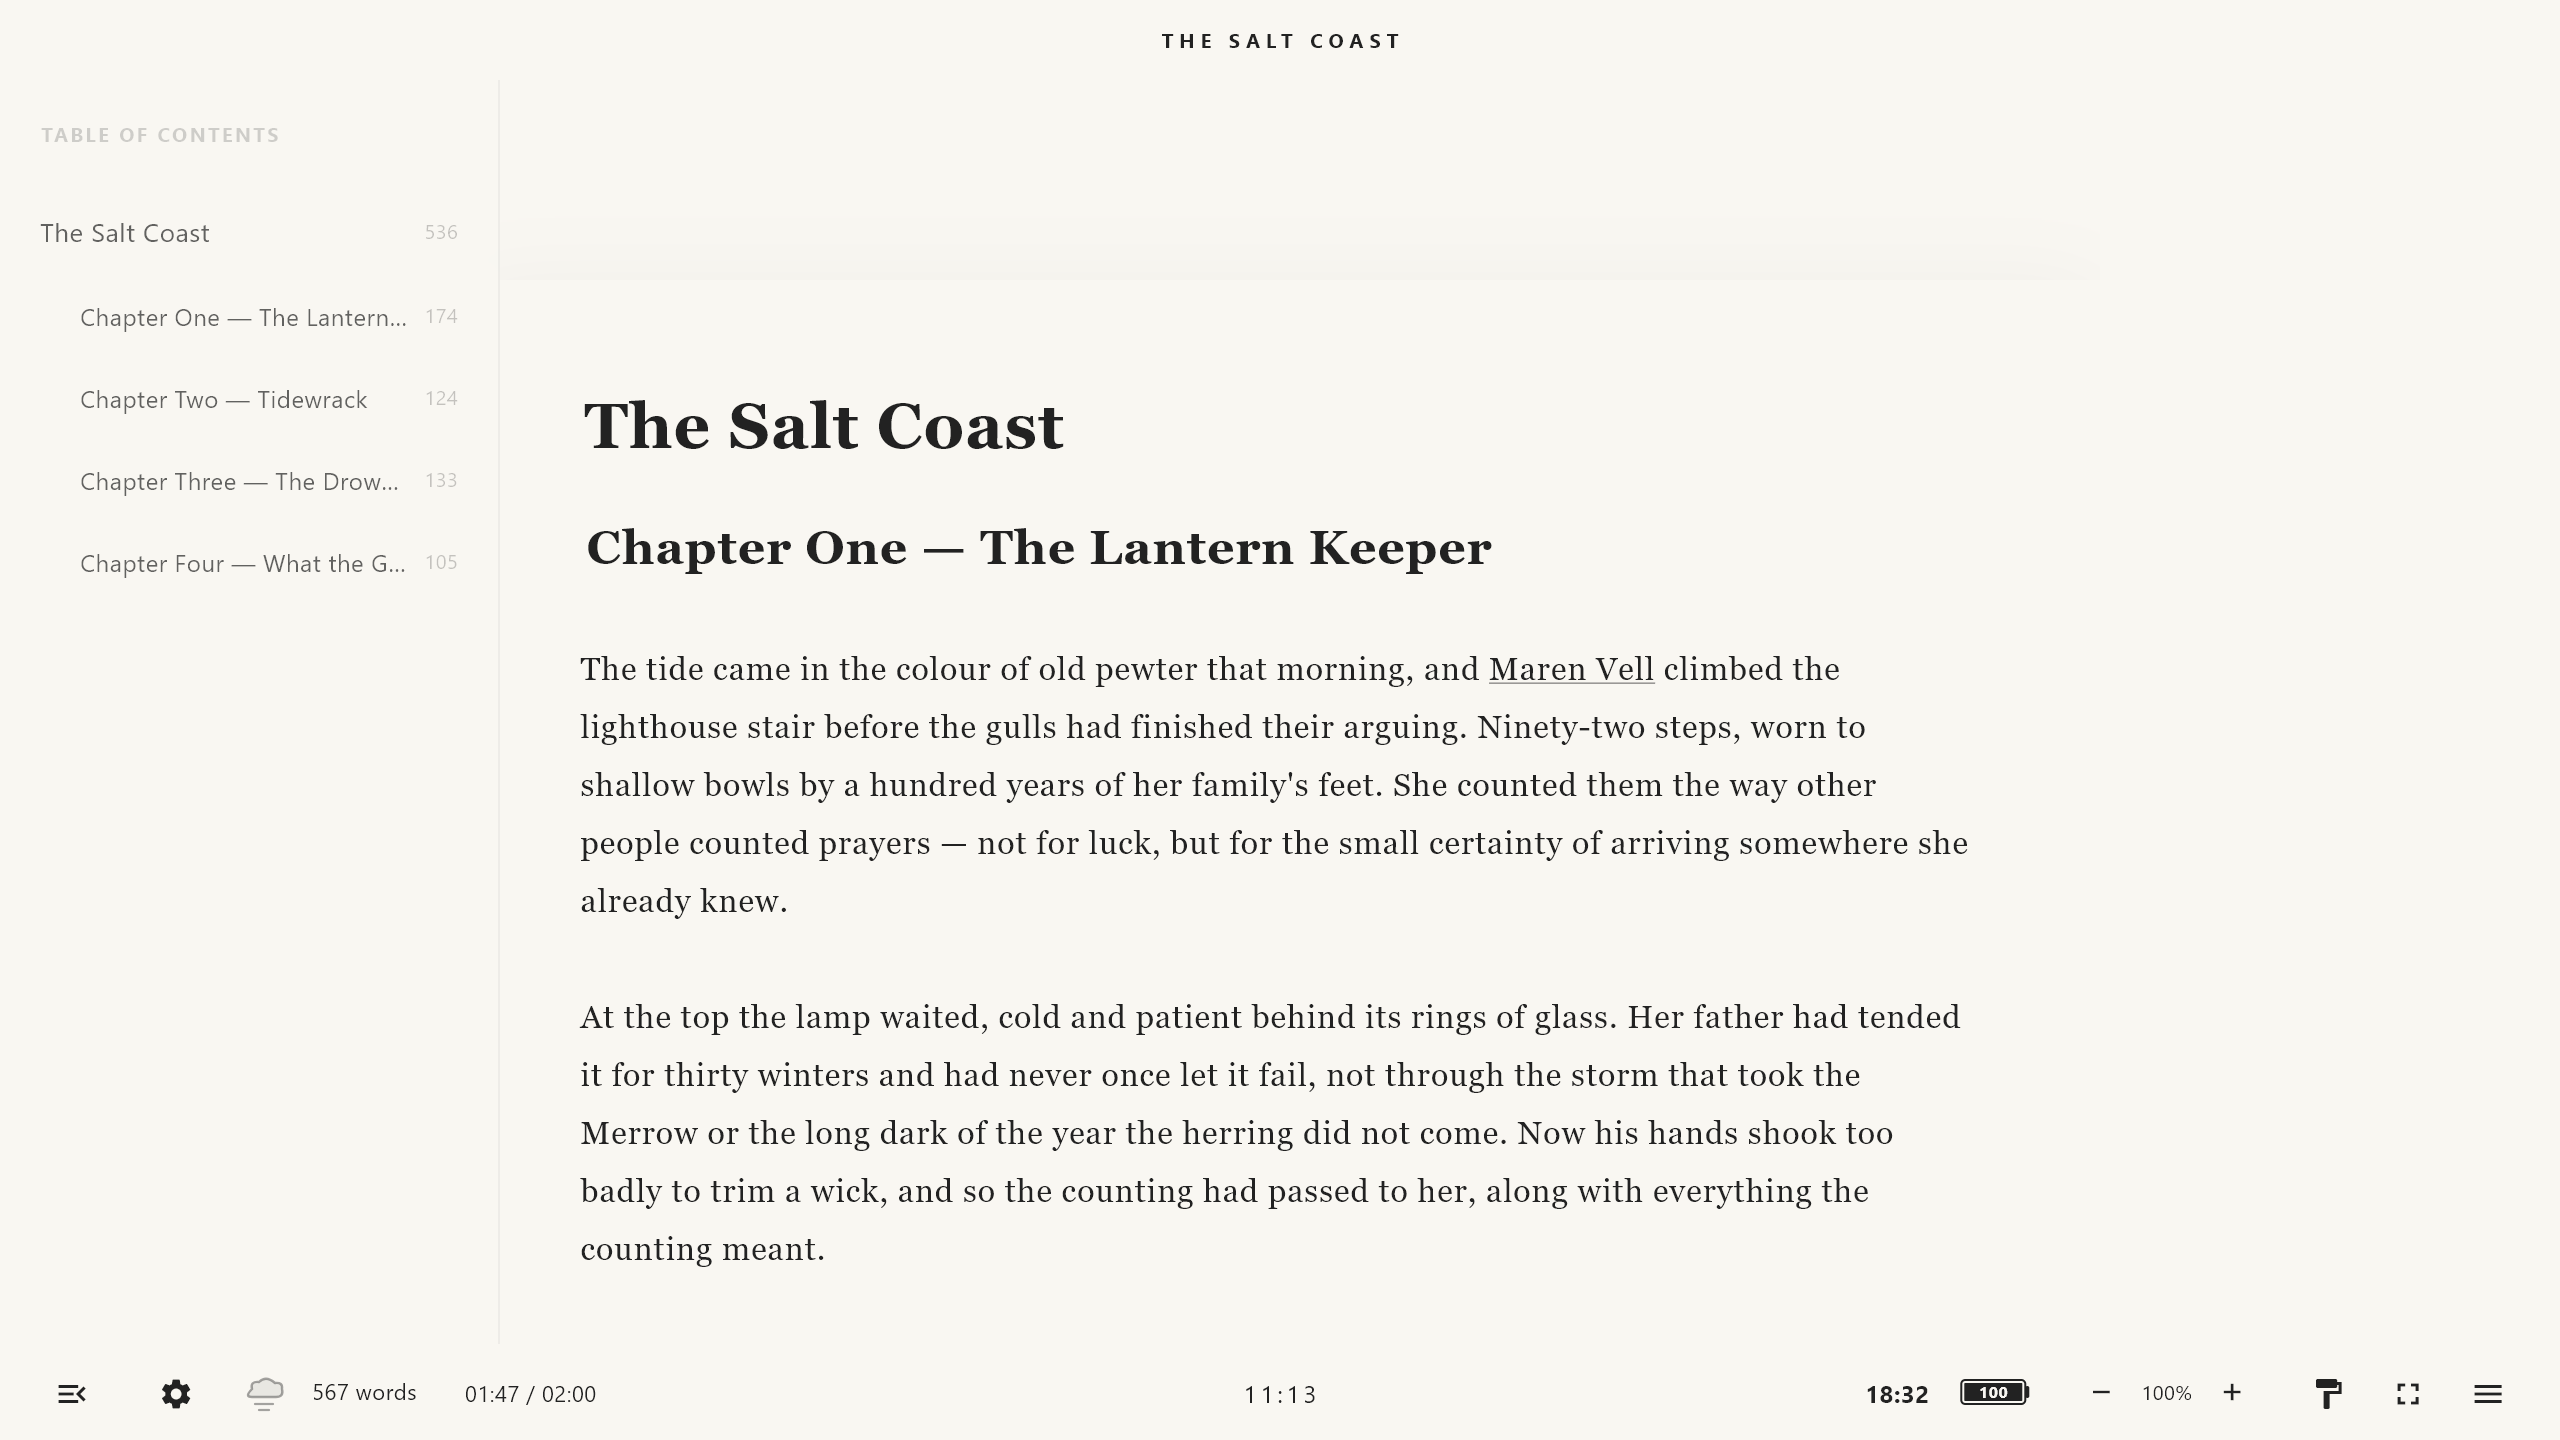 THE SALT COAST
TABLE OF CONTENTS
The Salt Coast 536
Chapter One — The Lantern... 174
Chapter Two — Tidewrack 124
Chapter Three — The Drow... 133
Chapter Four — What the G... 105
The Salt Coast
Chapter One — The Lantern Keeper
The tide came in the colour of old pewter that morning, and Maren Vell climbed the
lighthouse stair before the gulls had finished their arguing. Ninety-two steps, worn to
shallow bowls by a hundred years of her family's feet. She counted them the way other
people counted prayers — not for luck, but for the small certainty of arriving somewhere she
already knew.
At the top the lamp waited, cold and patient behind its rings of glass. Her father had tended
it for thirty winters and had never once let it fail, not through the storm that took the
Merrow or the long dark of the year the herring did not come. Now his hands shook too
badly to trim a wick, and so the counting had passed to her, along with everything the
counting meant.
567 words 01:47 / 02:00 11:13 18:32 100 100%